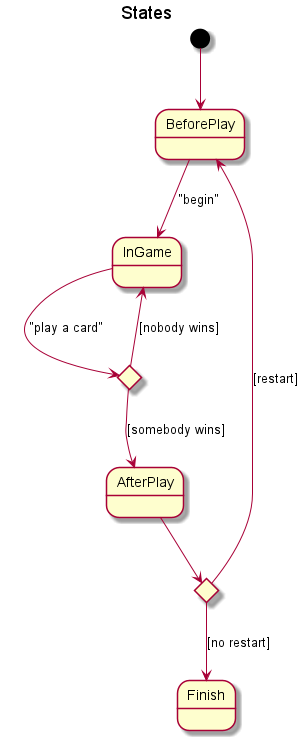 States
BeforePlay
"begin"
InGame
"play a card"
[nobody wins]
[somebody wins]
[restart]
AfterPlay
[no restart]
Finish